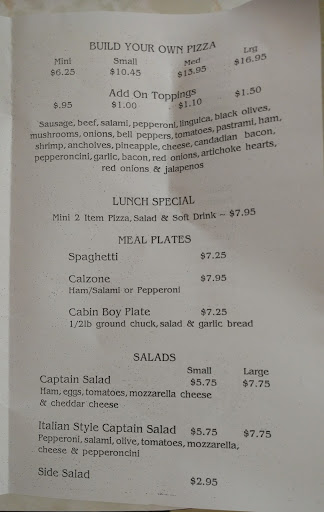 BUILD YOUR OWN PIZZA
Mini Small Med Lrg
$6.25 $10.45 $13.95 $16.95
Add On Toppings
$.95 $1.00 $1.10 $1.50
Sausage, beef, salami, pepperoni, linguica, black olives,
mushrooms, onions, bell peppers, tomatoes, pastrami, ham,
shrimp, anchoives, pineapple, cheese, candadian bacon,
pepperoncini, garlic, bacon, red onions, artichoke hearts,
red onions & jalapenos
LUNCH SPECIAL
Mini 2 Item Pizza, Salad & Soft Drink ~ $7.95
MEAL PLATES
Spaghetti $7.25
Calzone $7.95
Ham/Salami or Pepperoni
Cabin Boy Plate $7.25
1/2lb ground chuck, salad & garlic bread
SALADS
Small Large
Captain Salad $5.75 $7.75
Ham, eggs, tomatoes, mozzarella cheese
& cheddar cheese
Italian Style Captain Salad $5.75 $7.75
Pepperoni, salami, olive, tomatoes, mozzarella,
cheese & pepperoncini
Side Salad $2.95